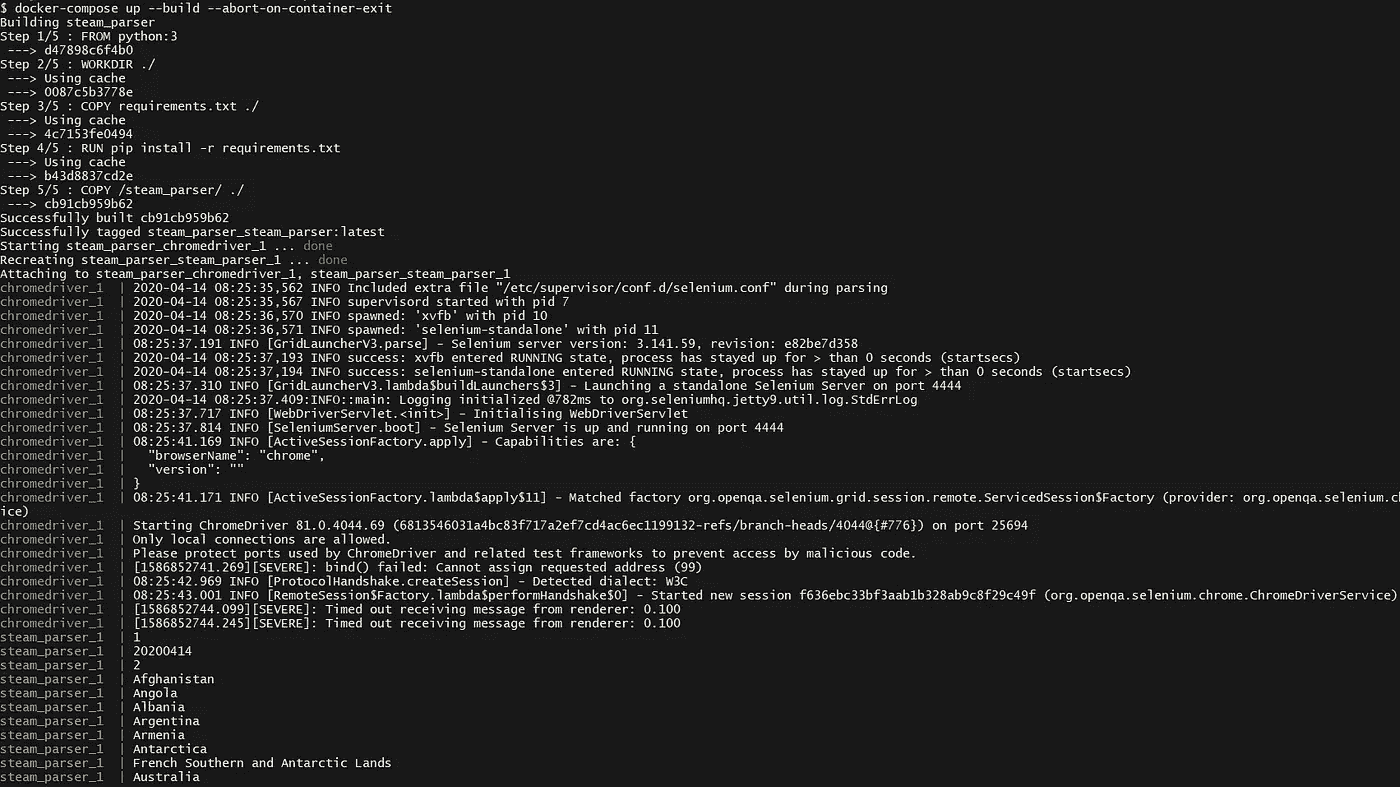 $ docker-compose up --build --abort-on-container-exit
Building steam_parser
Step 1/5 : FROM python:3
 ---> d47898c6f4b0
Step 2/5 : WORKDIR ./
 ---> Using cache
 ---> 0087c5b3778e
Step 3/5 : COPY requirements.txt ./
 ---> Using cache
 ---> 4c7153fe0494
Step 4/5 : RUN pip install -r requirements.txt
 ---> Using cache
 ---> b43d8837cd2e
Step 5/5 : COPY /steam_parser/ ./
 ---> cb91cb959b62
Successfully built cb91cb959b62
Successfully tagged steam_parser_steam_parser:latest
Starting steam_parser_chromedriver_1 ... done
Recreating steam_parser_steam_parser_1 ... done
Attaching to steam_parser_chromedriver_1, steam_parser_steam_parser_1
chromedriver_1  | 2020-04-14 08:25:35,562 INFO Included extra file "/etc/supervisor/conf.d/selenium.conf" during parsing
chromedriver_1  | 2020-04-14 08:25:35,567 INFO supervisord started with pid 7
chromedriver_1  | 2020-04-14 08:25:36,570 INFO spawned: 'xvfb' with pid 10
chromedriver_1  | 2020-04-14 08:25:36,571 INFO spawned: 'selenium-standalone' with pid 11
chromedriver_1  | 08:25:37.191 INFO [GridLauncherV3.parse] - Selenium server version: 3.141.59, revision: e82be7d358
chromedriver_1  | 2020-04-14 08:25:37,193 INFO success: xvfb entered RUNNING state, process has stayed up for > than 0 seconds (startsecs)
chromedriver_1  | 2020-04-14 08:25:37,194 INFO success: selenium-standalone entered RUNNING state, process has stayed up for > than 0 seconds (startsecs)
chromedriver_1  | 08:25:37.310 INFO [GridLauncherV3.lambda$buildLaunchers$3] - Launching a standalone Selenium Server on port 4444
chromedriver_1  | 2020-04-14 08:25:37.409:INFO::main: Logging initialized @782ms to org.seleniumhq.jetty9.util.log.StdErrLog
chromedriver_1  | 08:25:37.717 INFO [WebDriverServlet.<init>] - Initialising WebDriverServlet
chromedriver_1  | 08:25:37.814 INFO [SeleniumServer.boot] - Selenium Server is up and running on port 4444
chromedriver_1  | 08:25:41.169 INFO [ActiveSessionFactory.apply] - Capabilities are: {
chromedriver_1  |   "browserName": "chrome",
chromedriver_1  |   "version": ""
chromedriver_1  | }
chromedriver_1  | 08:25:41.171 INFO [ActiveSessionFactory.lambda$apply$11] - Matched factory org.openqa.selenium.grid.session.remote.ServicedSession$Factory (provider: org.openqa.selenium.ch
ice)
chromedriver_1  | Starting ChromeDriver 81.0.4044.69 (6813546031a4bc83f717a2ef7cd4ac6ec1199132-refs/branch-heads/4044@{#776}) on port 25694
chromedriver_1  | Only local connections are allowed.
chromedriver_1  | Please protect ports used by ChromeDriver and related test frameworks to prevent access by malicious code.
chromedriver_1  | [1586852741.269][SEVERE]: bind() failed: Cannot assign requested address (99)
chromedriver_1  | 08:25:42.969 INFO [ProtocolHandshake.createSession] - Detected dialect: W3C
chromedriver_1  | 08:25:43.001 INFO [RemoteSession$Factory.lambda$performHandshake$0] - Started new session f636ebc33bf3aab1b328ab9c8f29c49f (org.openqa.selenium.chrome.ChromeDriverService)
chromedriver_1  | [1586852744.099][SEVERE]: Timed out receiving message from renderer: 0.100
chromedriver_1  | [1586852744.245][SEVERE]: Timed out receiving message from renderer: 0.100
steam_parser_1  | 1
steam_parser_1  | 20200414
steam_parser_1  | 2
steam_parser_1  | Afghanistan
steam_parser_1  | Angola
steam_parser_1  | Albania
steam_parser_1  | Argentina
steam_parser_1  | Armenia
steam_parser_1  | Antarctica
steam_parser_1  | French Southern and Antarctic Lands
steam_parser_1  | Australia